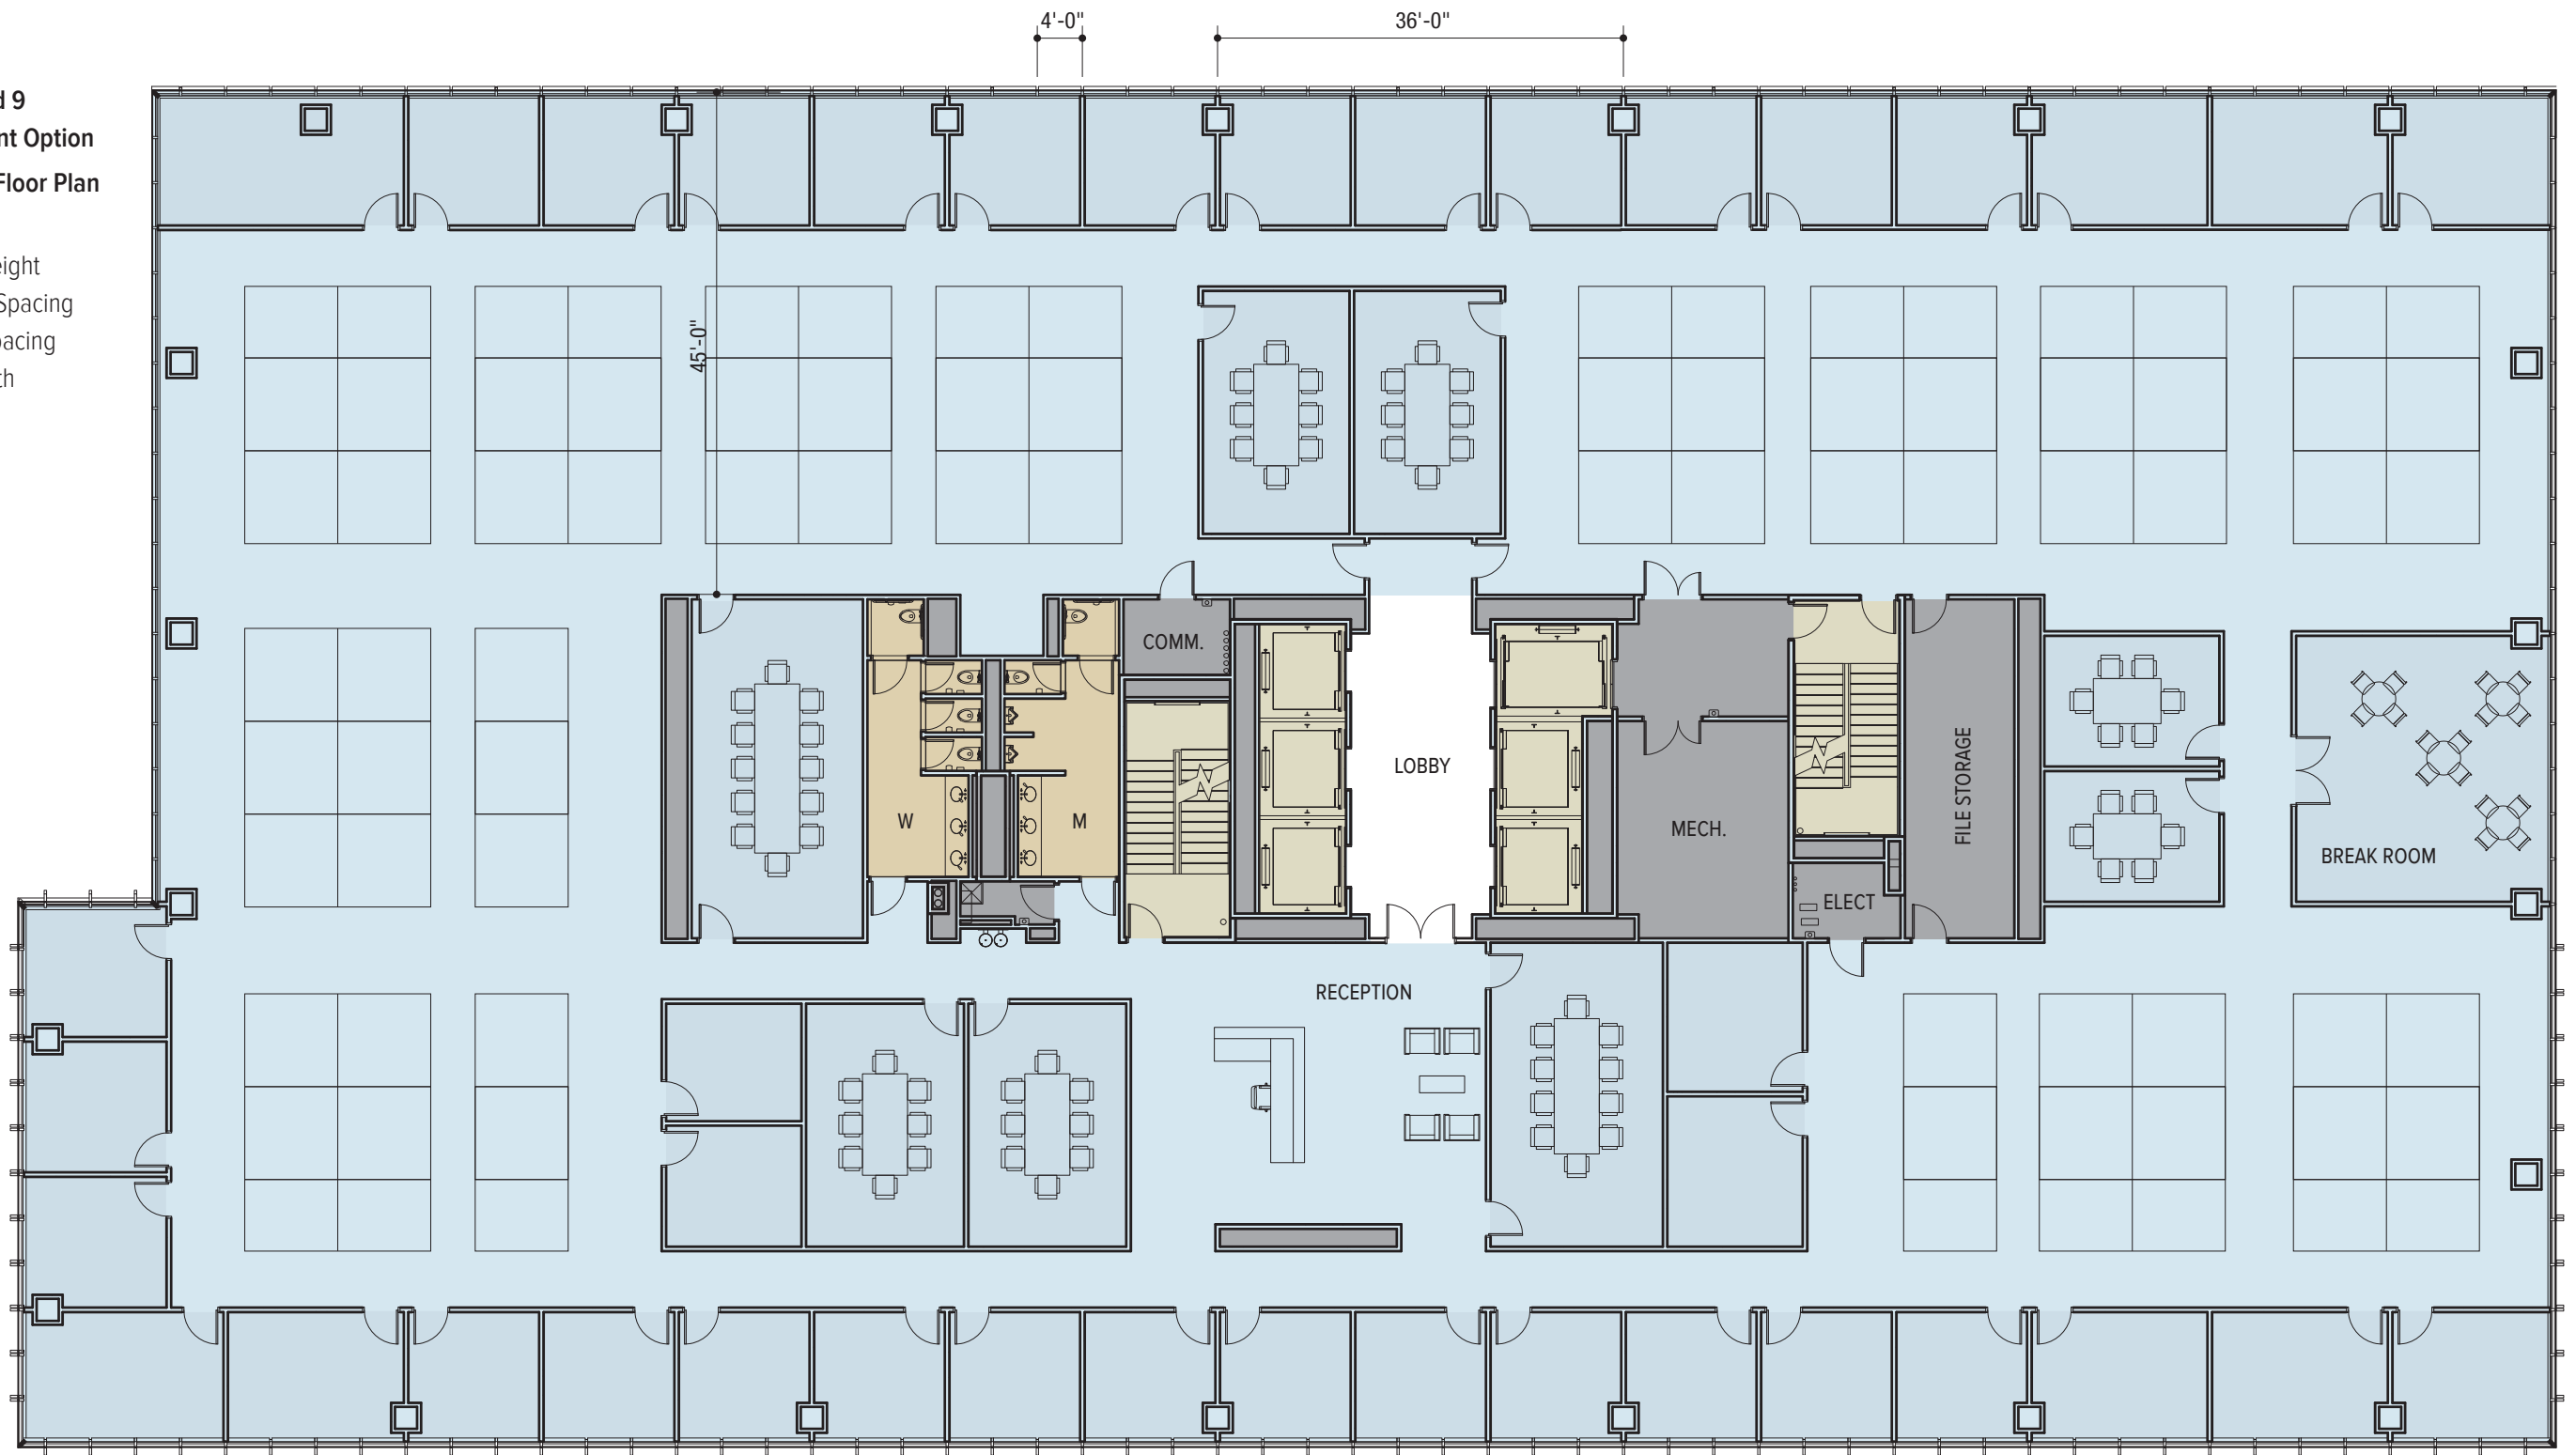 4'-0"
36'-0"
d 9
nt Option
Floor Plan
eight
Spacing
pacing
th
45'-0"
COMM.
LOBBY
FILE STORAGE
W
M
MECH.
BREAK ROOM
ELECT
RECEPTION